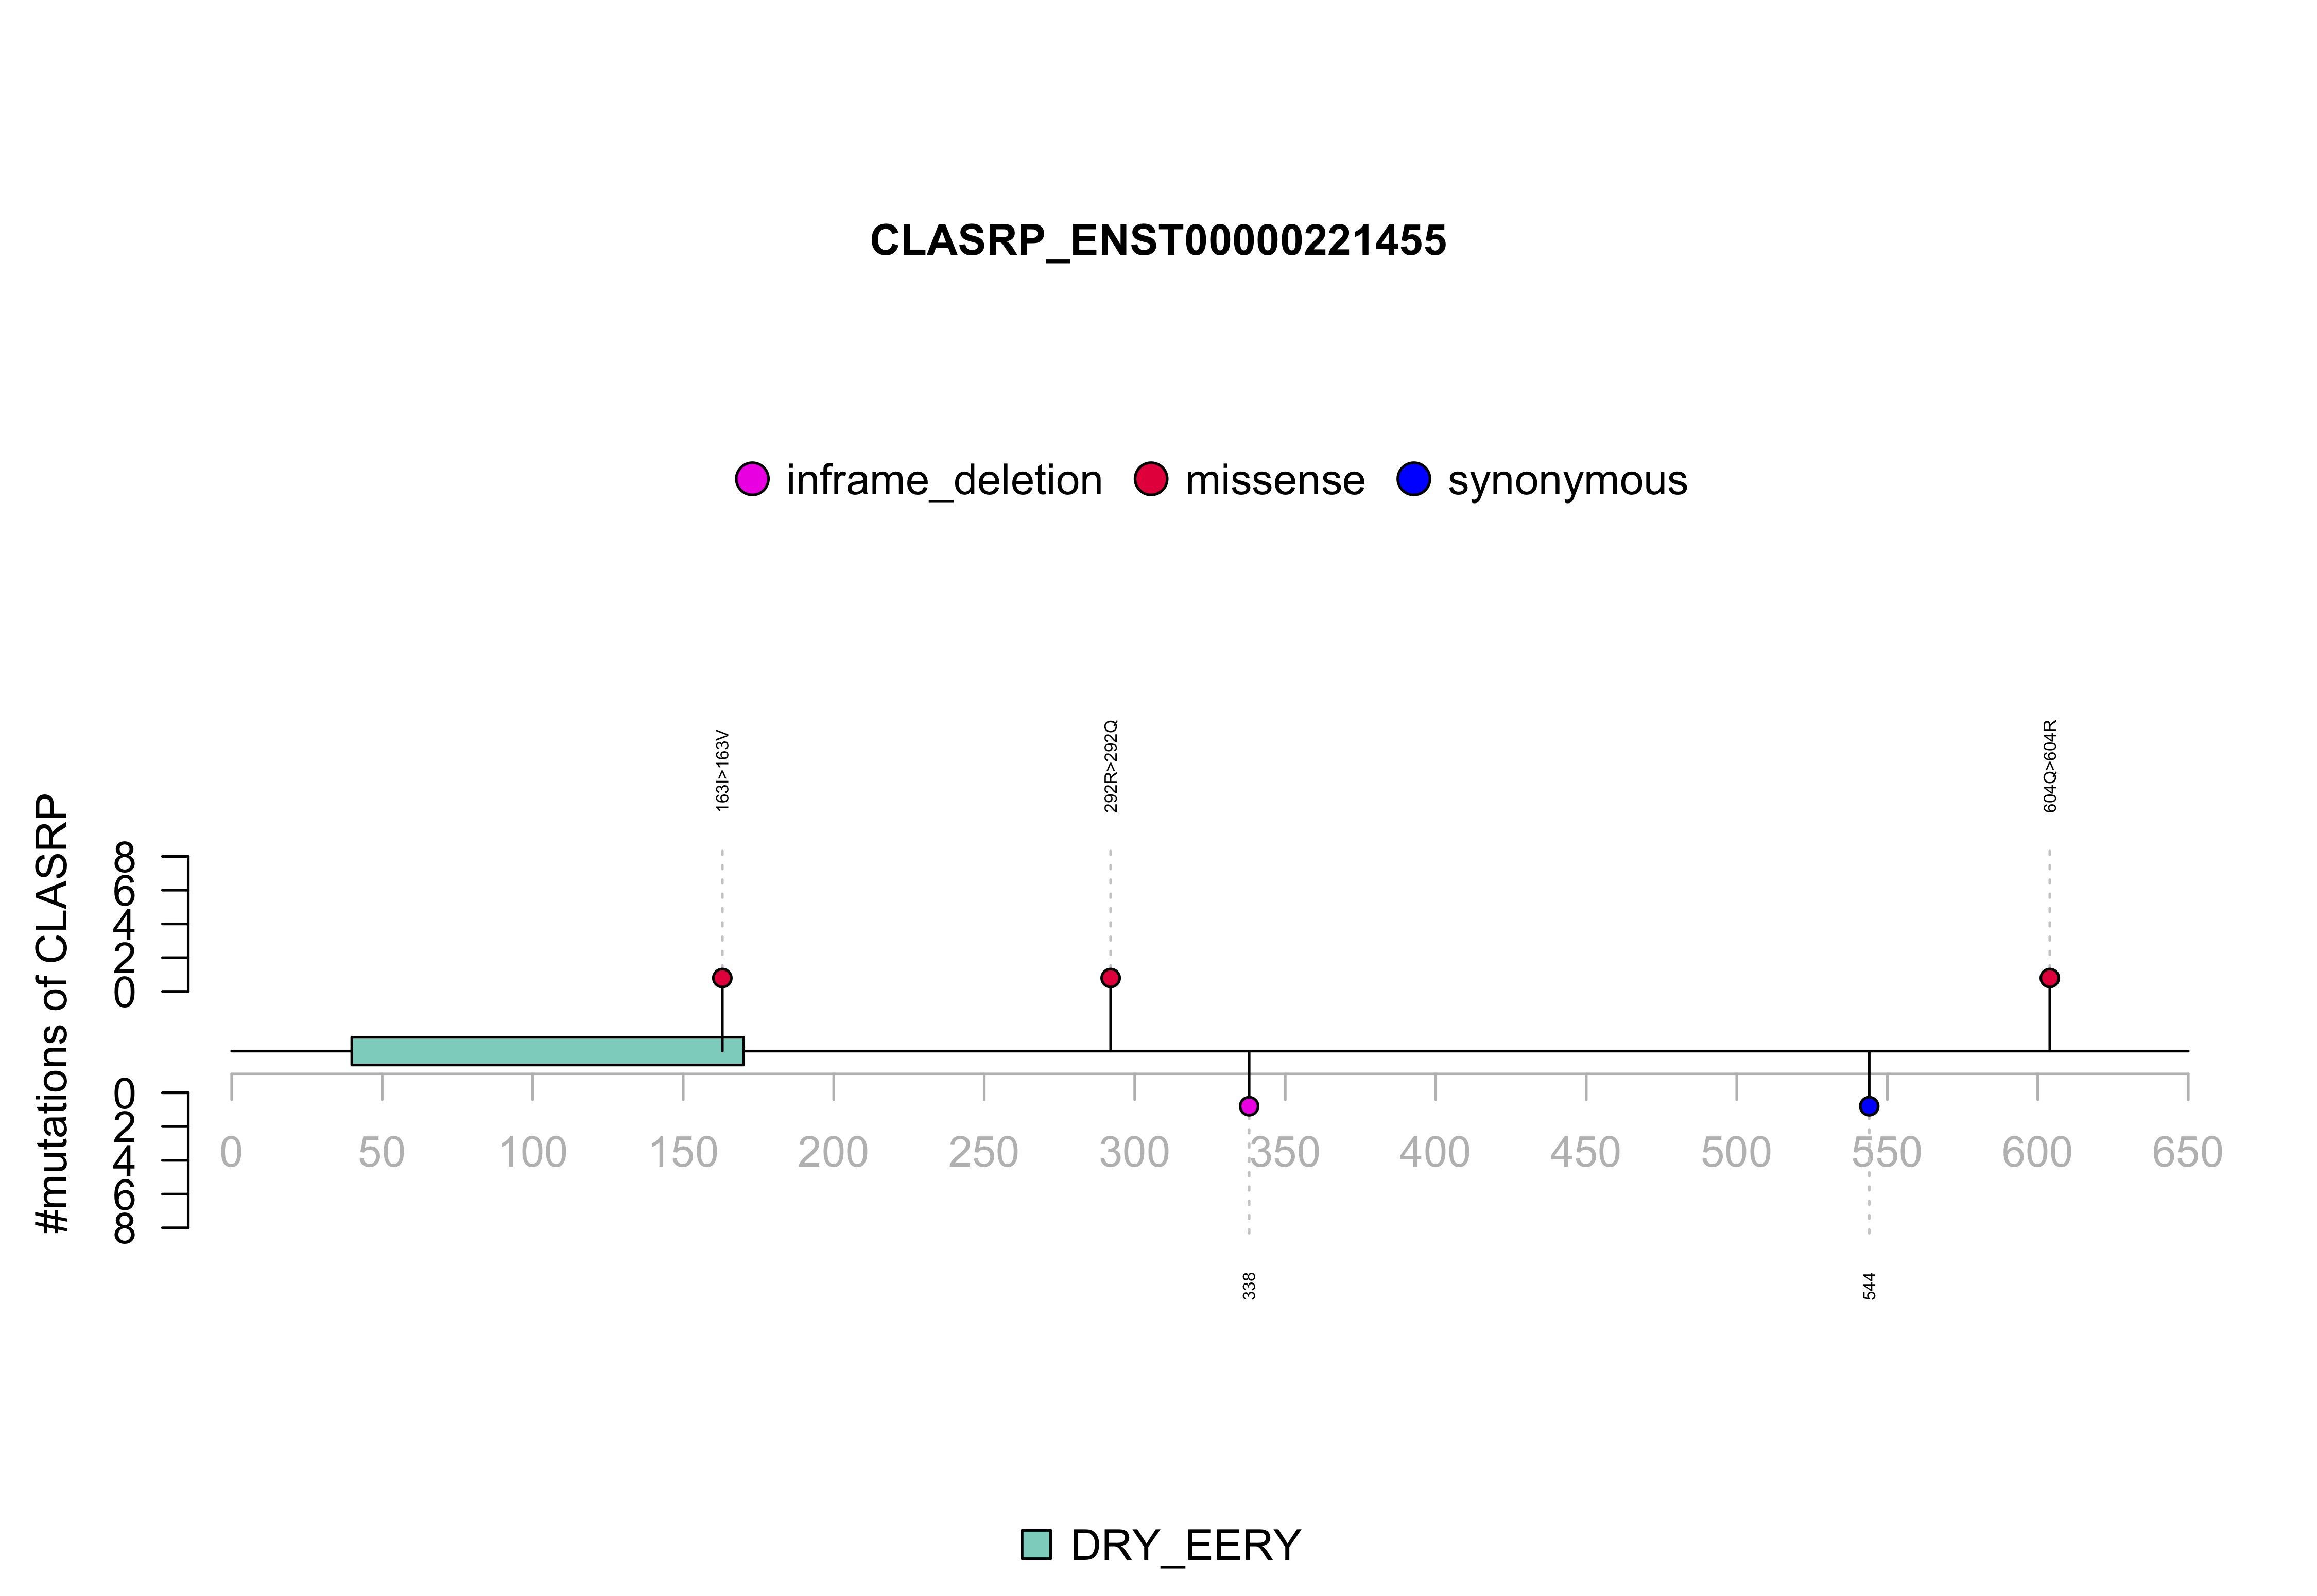 CLASRP_ENST00000221455
inframe_deletion missense synonymous
163I>163V
292R>292Q
604Q>604R
#mutations of CLASRP
8
6
4
2
0
0
2
4
6
8
0 50 100 150 200 250 300 350 400 450 500 550 600 650
338
544
DRY_EERY